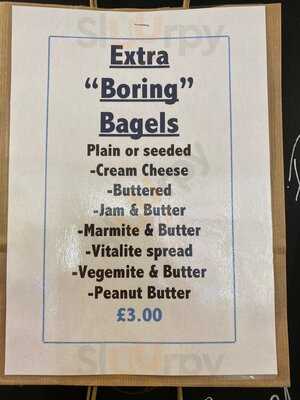 Extra
“Boring”
Bagels
Plain or seeded
-Cream Cheese
-Buttered
-Jam & Butter
-Marmite & Butter
-Vitalite spread
-Vegemite & Butter
-Peanut Butter
£3.00